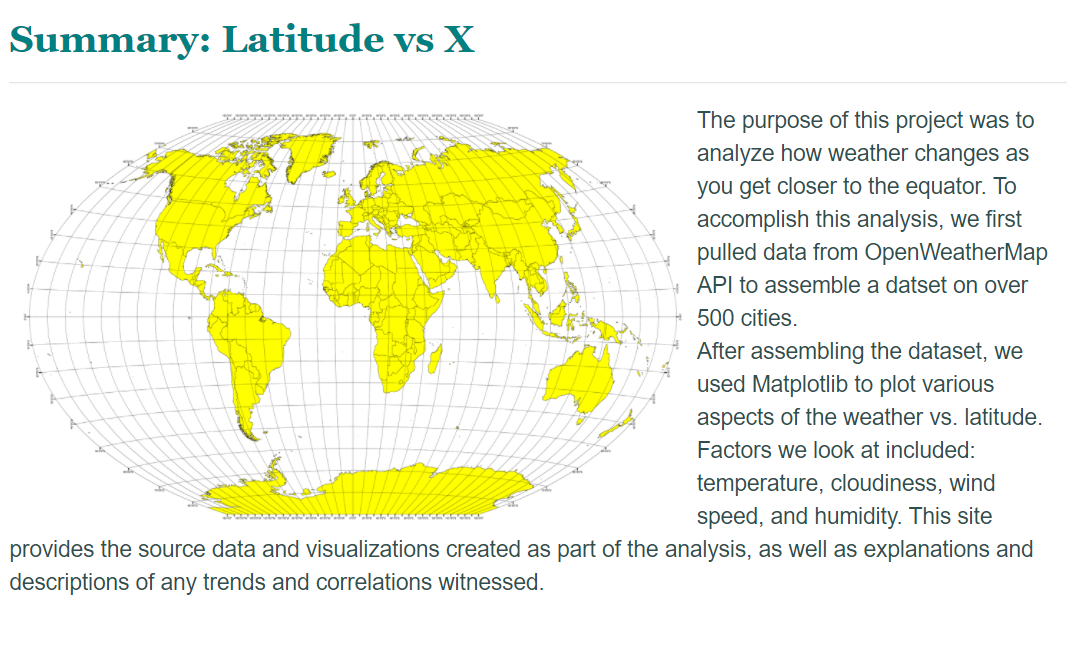 Summary: Latitude vs X
The purpose of this project was to
analyze how weather changes as
you get closer to the equator. To
accomplish this analysis, we first
pulled data from OpenWeatherMap
API to assemble a datset on over
500 cities.
After assembling the dataset, we
used Matplotlib to plot various
aspects of the weather vs. latitude.
Factors we look at included:
temperature, cloudiness, wind
speed, and humidity. This site
provides the source data and visualizations created as part of the analysis, as well as explanations and
descriptions of any trends and correlations witnessed.